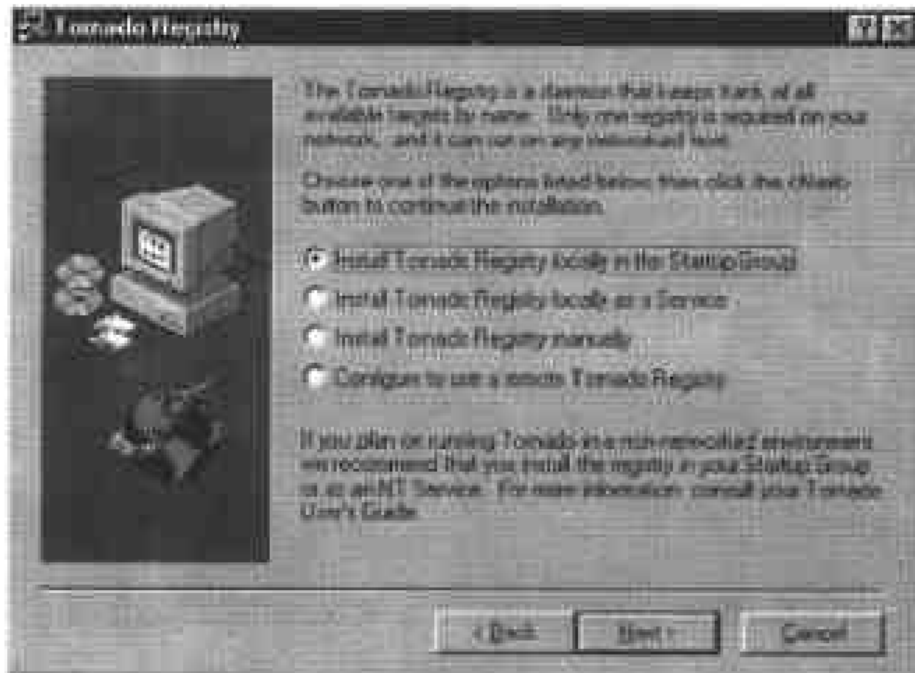 Tornado Registry
The Tornado Registry is a daemon that keeps track of all
available targets by name. Only one registry is required on your
network, and it can run on any networked host.
Choose one of the options listed below, then click the <Next>
button to continue the installation.
Install Tornado Registry locally in the Startup Group
Install Tornado Registry locally as a Service
Install Tornado Registry manually
Configure to use a remote Tornado Registry
If you plan on running Tornado in a non-networked environment
we recommend that you install the registry in your Startup Group
or as an NT Service. For more information, consult your Tornado
User's Guide.
< Back
Next >
Cancel